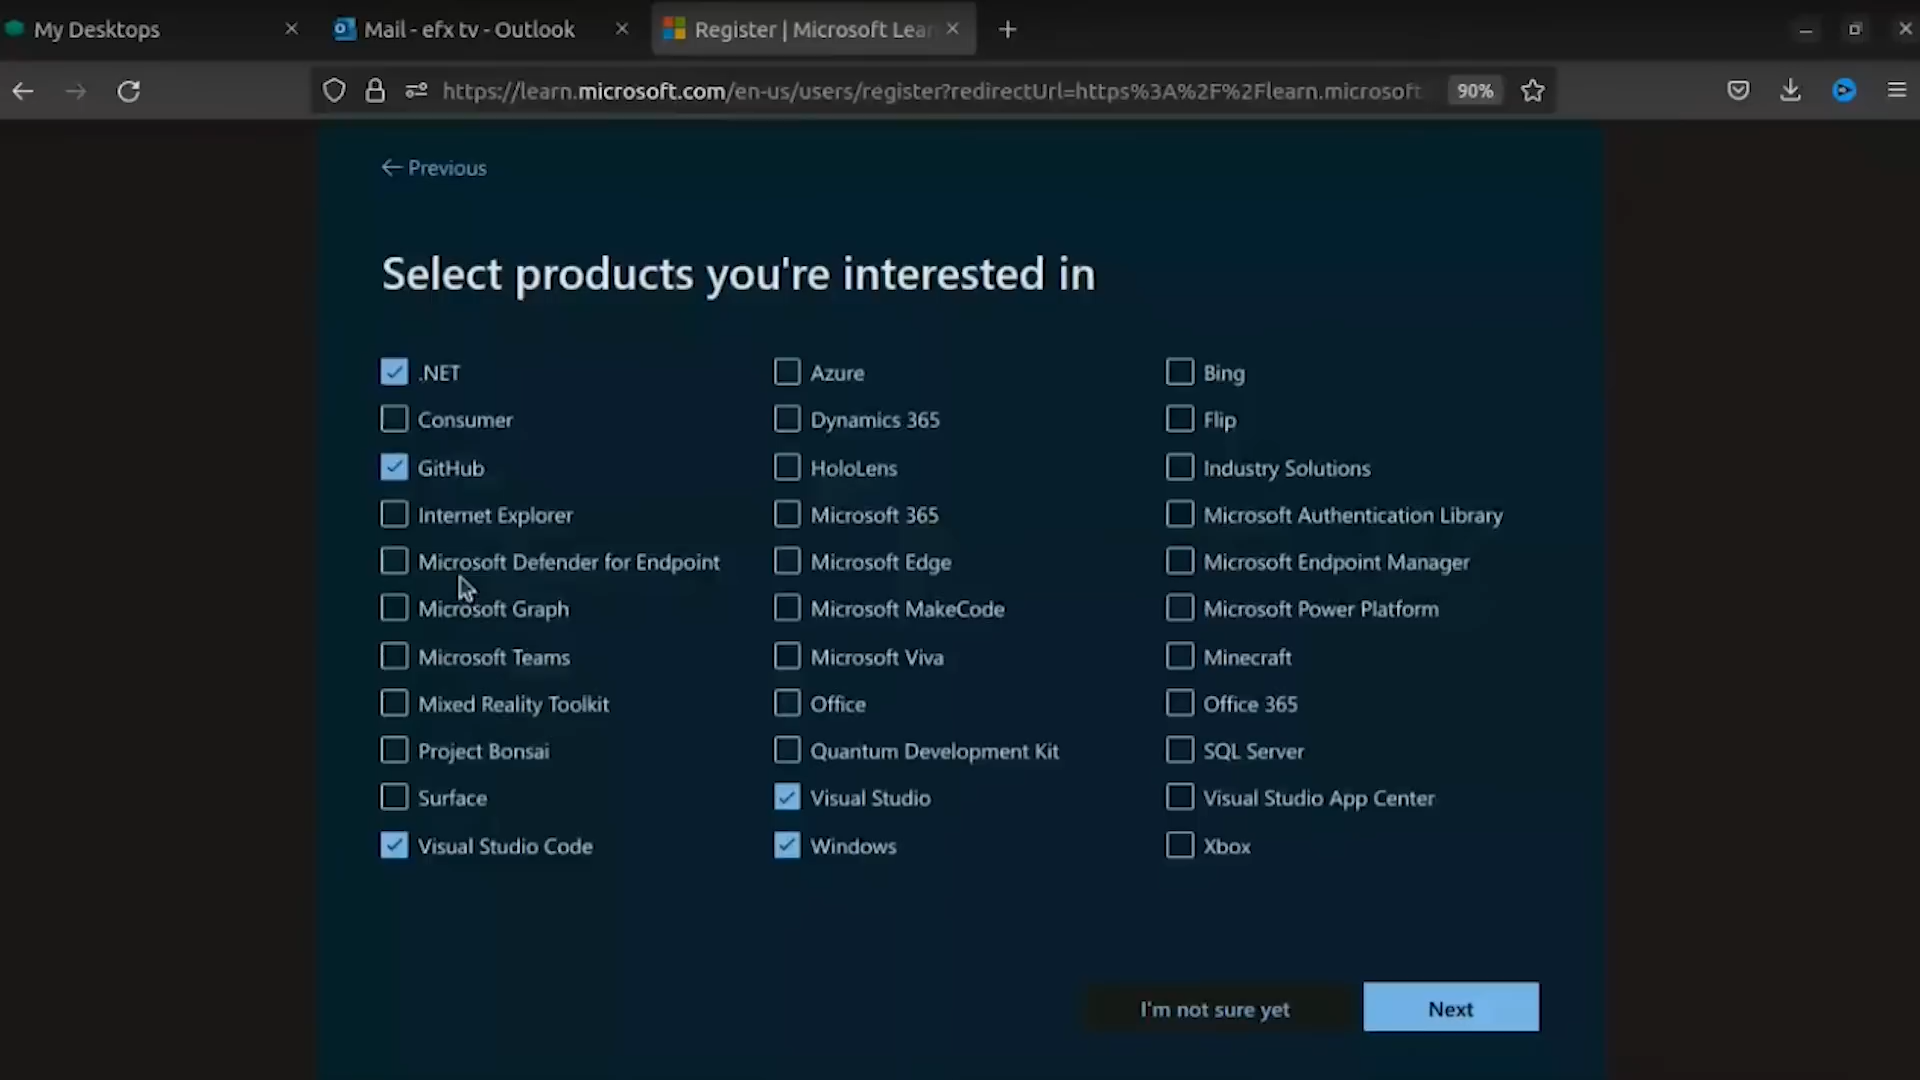 My Desktops
Mail - efx tv - Outlook
Register | Microsoft Lear
https://learn.microsoft.com/en-us/users/register?redirectUrl=https%3A%2F%2Flearn.microsoft
90%
Previous
Select products you're interested in
.NET
Azure
Bing
Consumer
Dynamics 365
Flip
GitHub
HoloLens
Industry Solutions
Internet Explorer
Microsoft 365
Microsoft Authentication Library
Microsoft Defender for Endpoint
Microsoft Edge
Microsoft Endpoint Manager
Microsoft Graph
Microsoft MakeCode
Microsoft Power Platform
Microsoft Teams
Microsoft Viva
Minecraft
Mixed Reality Toolkit
Office
Office 365
Project Bonsai
Quantum Development Kit
SQL Server
Surface
Visual Studio
Visual Studio App Center
Visual Studio Code
Windows
Xbox
I'm not sure yet
Next